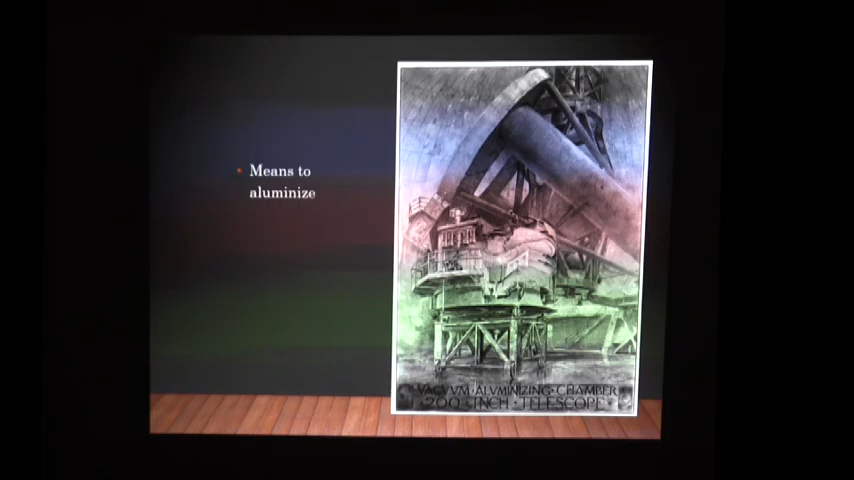 Means to
aluminize
VACVVM · ALVMINIZING · CHAMBER
200 · INCH · TELESCOPE